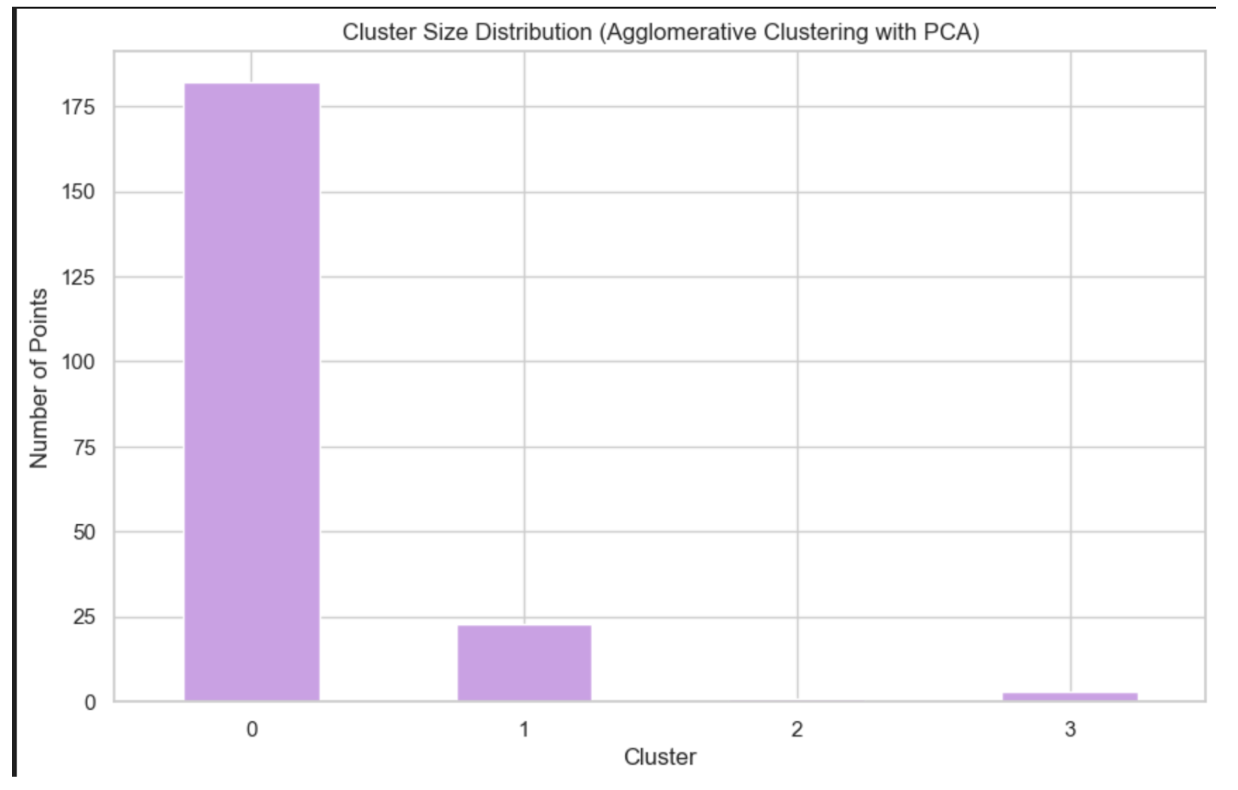 Cluster Size Distribution (Agglomerative Clustering with PCA)
175
150
125
100
75
50
25
0
Number of Points
0 1 2 3
Cluster